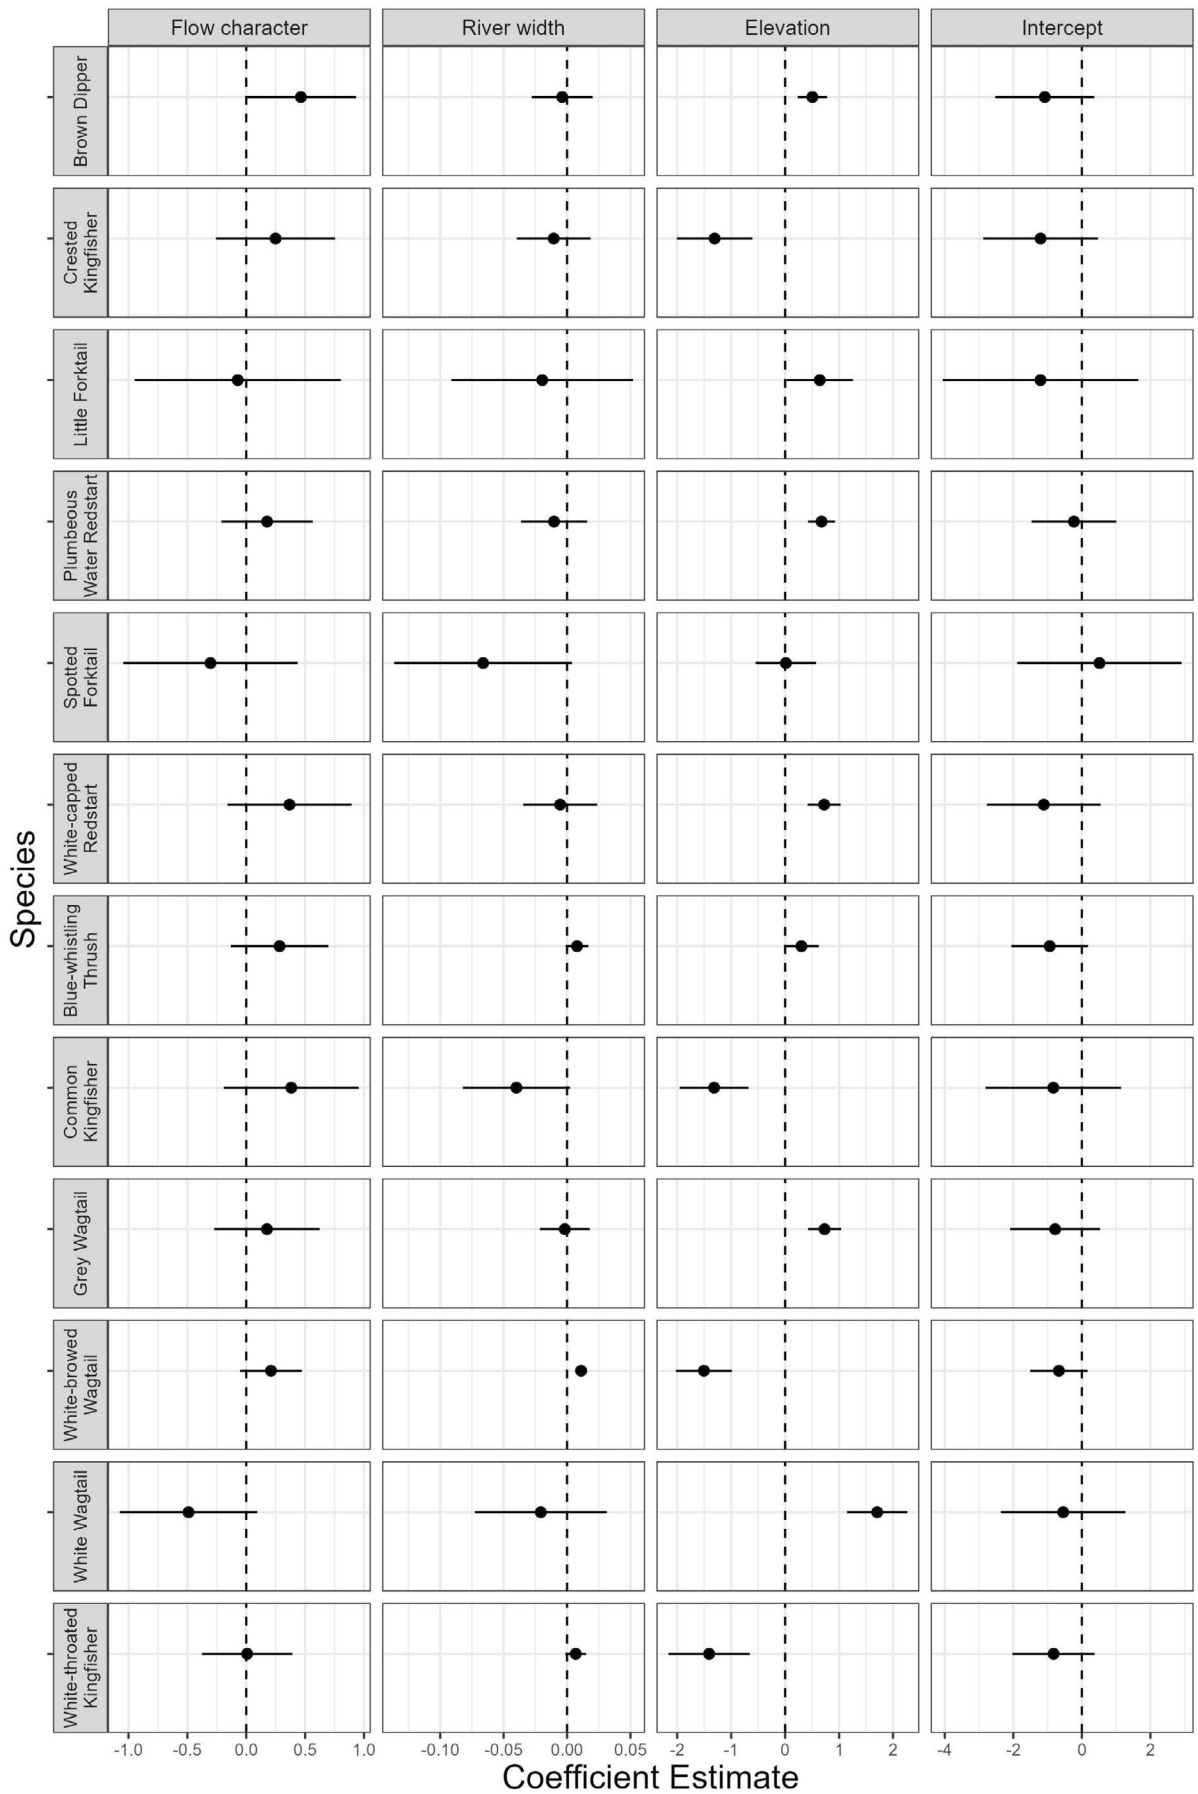 Flow character
River width
Elevation
Intercept
Species
Brown Dipper
Crested
Kingfisher
Little Forktail
Plumbeous
Water Redstart
Spotted
Forktail
White-capped
Redstart
Blue-whistling
Thrush
Common
Kingfisher
Grey Wagtail
White-browed
Wagtail
White Wagtail
White-throated
Kingfisher
-1.0 -0.5 0.0 0.5 1.0
-0.10 -0.05 0.00 0.05
-2 -1 0 1 2
-4 -2 0 2
Coefficient Estimate